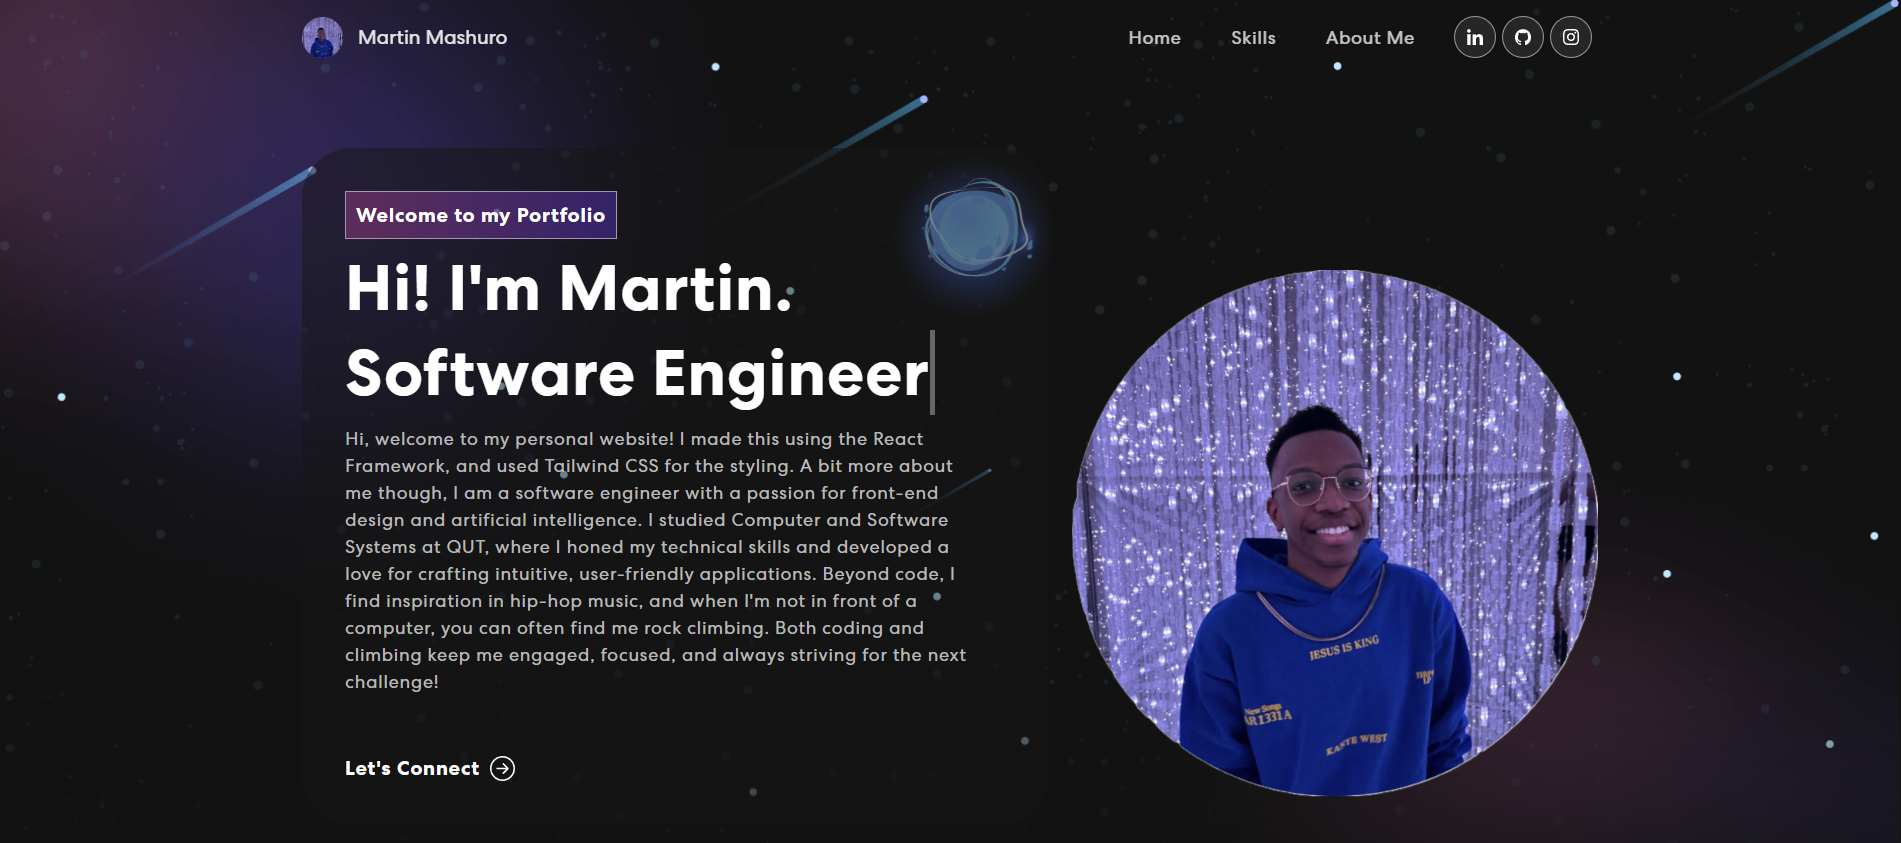 Martin Mashuro
Home
Skills
About Me
Welcome to my Portfolio
Hi! I'm Martin.
Software Engineer
Hi, welcome to my personal website! I made this using the React
Framework, and used Tailwind CSS for the styling. A bit more about
me though, I am a software engineer with a passion for front-end
design and artificial intelligence. I studied Computer and Software
Systems at QUT, where I honed my technical skills and developed a
love for crafting intuitive, user-friendly applications. Beyond code, I
find inspiration in hip-hop music, and when I'm not in front of a
computer, you can often find me rock climbing. Both coding and
climbing keep me engaged, focused, and always striving for the next
challenge!
Let's Connect
JESUS IS KING
New Songs
AR1331A
KANYE WEST